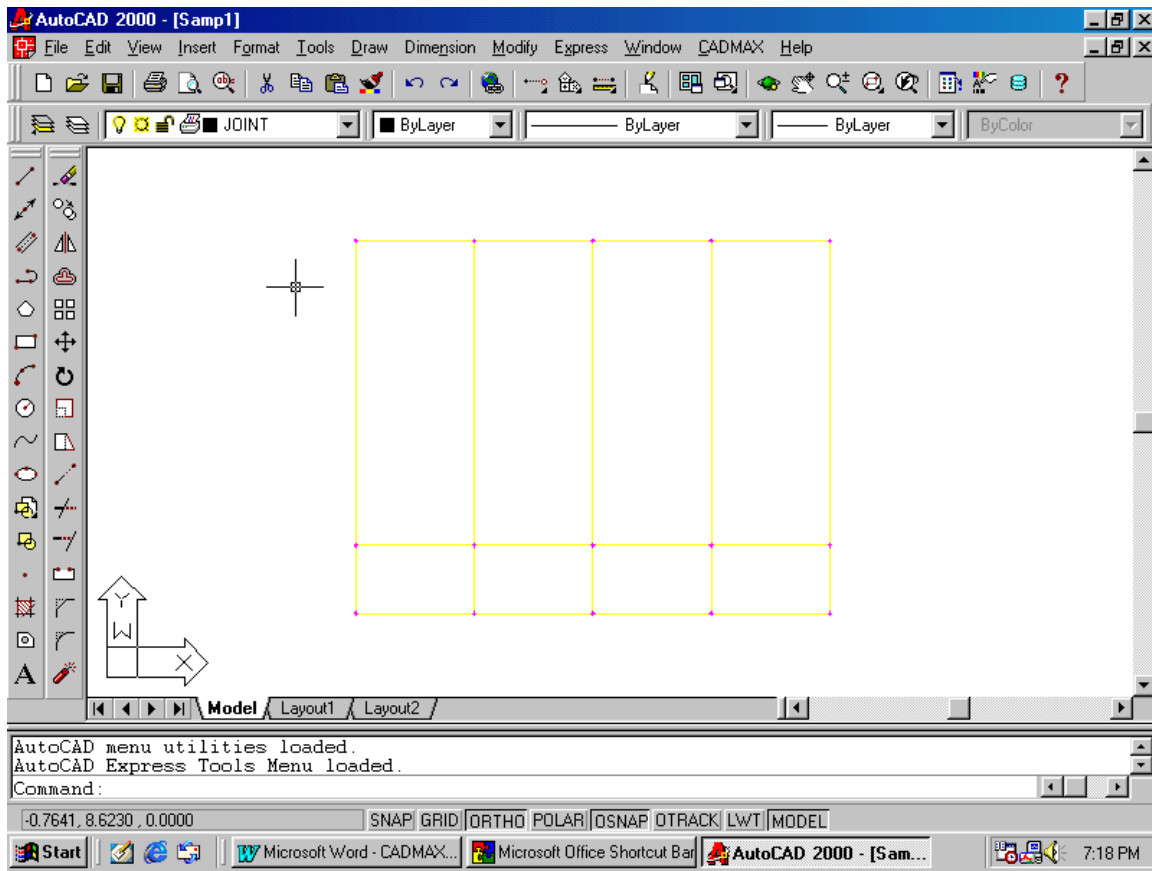 AutoCAD 2000 - [Samp1]
File Edit View Insert Format Tools Draw Dimension Modify Express Window CADMAX Help
JOINT ByLayer ByLayer ByLayer ByColor
Y
W
X
A
Model Layout1 Layout2
AutoCAD menu utilities loaded.
AutoCAD Express Tools Menu loaded.
Command:
-0.7641, 8.6230 , 0.0000 SNAP GRID ORTHO POLAR OSNAP OTRACK LWT MODEL
Start Microsoft Word - CADMAX... Microsoft Office Shortcut Bar AutoCAD 2000 - [Sam... 7:18 PM